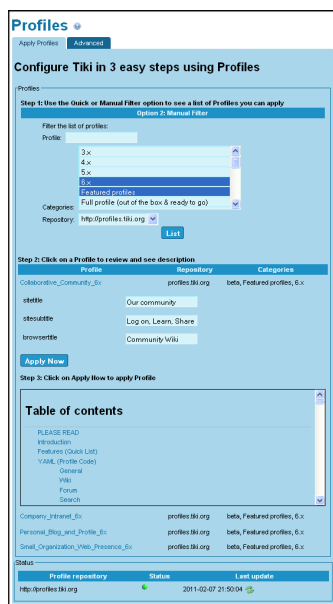 Profiles
Apply Profiles Advanced
Configure Tiki in 3 easy steps using Profiles
Profiles
Step 1: Use the Quick or Manual Filter option to see a list of Profiles you can apply
Option 2: Manual Filter
Filter the list of profiles:
Profile:
3.x
4.x
5.x
6.x
Featured profiles
Full profile (out of the box & ready to go)
Categories:
Repository: http://profiles.tiki.org
List
Step 2: Click on a Profile to review and see description
Profile Repository Categories
Collaborative_Community_6x profiles.tiki.org beta, Featured profiles, 6.x
sitetitle Our community
sitesubtitle Log on, Learn, Share
browsertitle Community Wiki
Apply Now
Step 3: Click on Apply Now to apply Profile
Table of contents
PLEASE READ
Introduction
Features (Quick List)
YAML (Profile Code)
General
Wiki
Forum
Search
Company_Intranet_6x profiles.tiki.org beta, Featured profiles, 6.x
Personal_Blog_and_Profile_6x profiles.tiki.org beta, Featured profiles, 6.x
Small_Organization_Web_Presence_6x profiles.tiki.org beta, Featured profiles, 6.x
Status
Profile repository Status Last update
http://profiles.tiki.org 2011-02-07 21:50:04